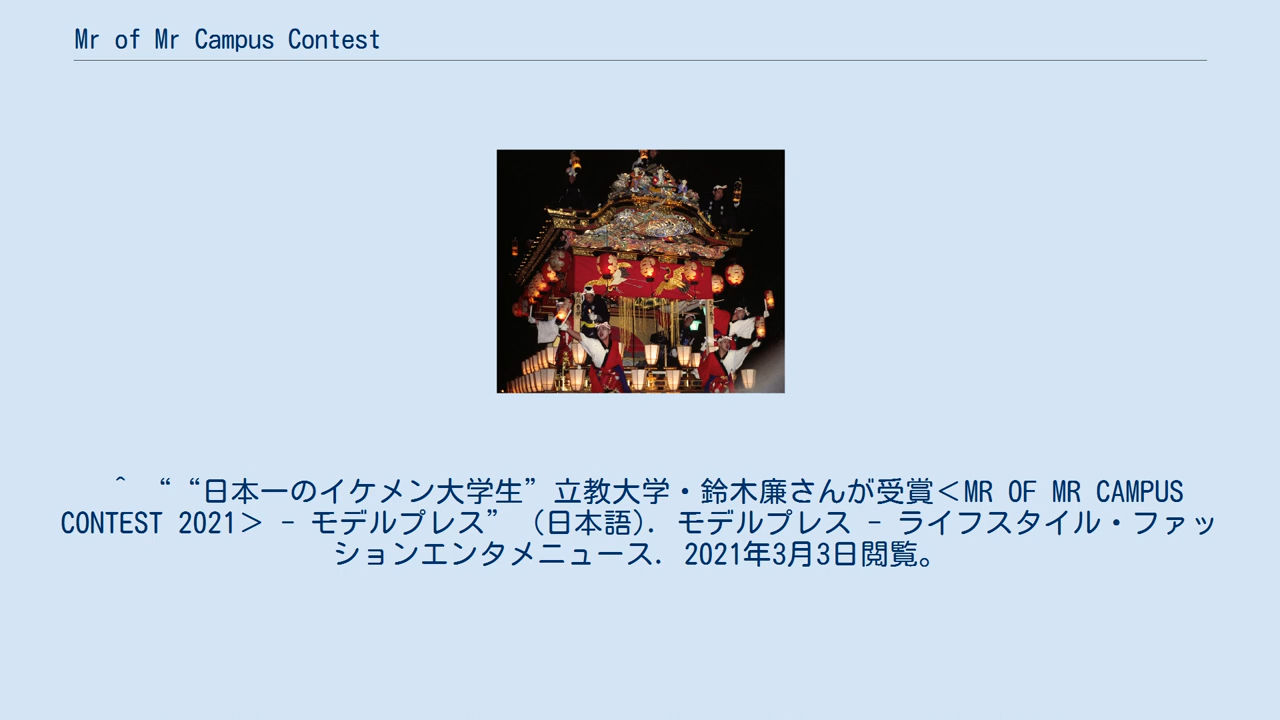 Mr of Mr Campus Contest
^ “ “日本一のイケメン大学生” 立教大学・鈴木廉さんが受賞＜MR OF MR CAMPUS
CONTEST 2021＞ - モデルプレス” (日本語). モデルプレス - ライフスタイル・ファッ
ションエンタメニュース. 2021年3月3日閲覧。